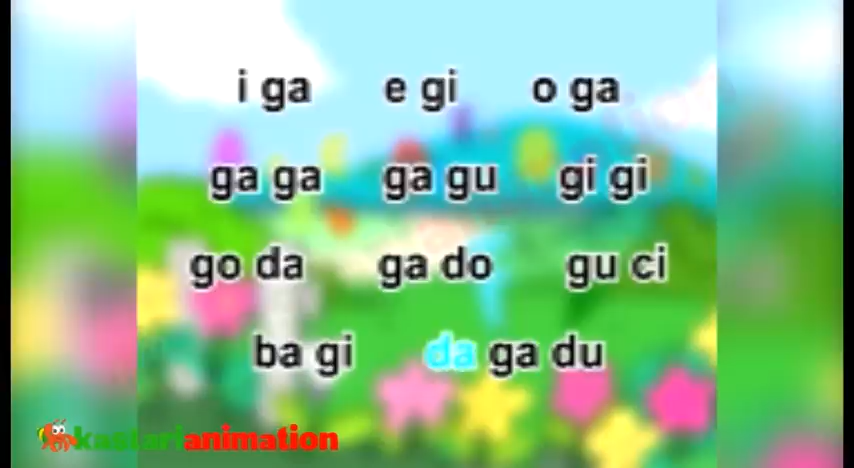 i ga e gi o ga
ga ga ga gu gi gi
go da ga do gu ci
ba gi da ga du
kastarianimation